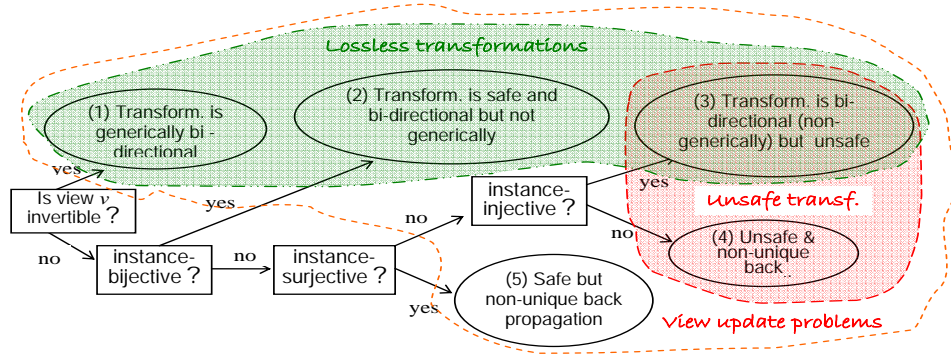 Lossless transformations
(1) Transform. is
generically bi -
directional
(2) Transform. is safe and
bi-directional but not
generically
(3) Transform. is bi-
directional (non-
generically) but unsafe
yes
Is view v
invertible ?
no
yes
instance-
bijective ?
no
instance-
surjective ?
no
yes
instance-
injective ?
yes
no
Unsafe transf.
(4) Unsafe &
non-unique
back..
(5) Safe but
non-unique back
propagation
View update problems